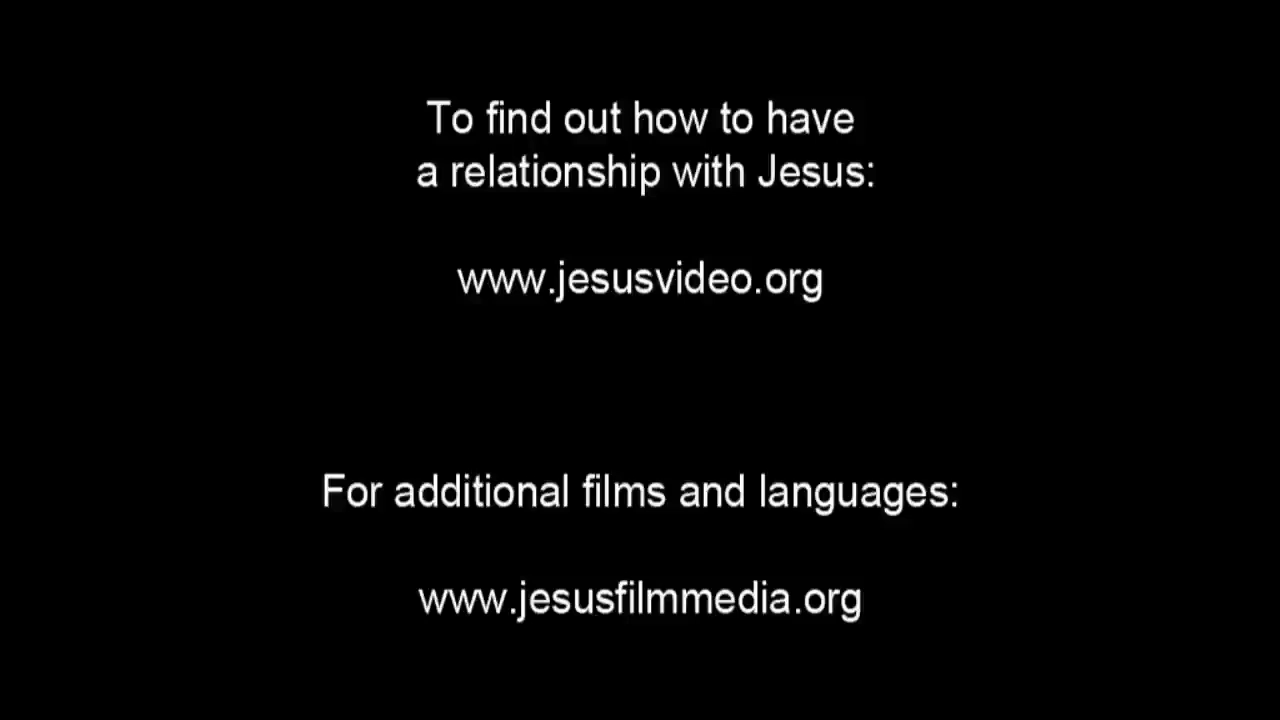 To find out how to have
a relationship with Jesus:
www.jesusvideo.org
For additional films and languages:
www.jesusfilmmedia.org